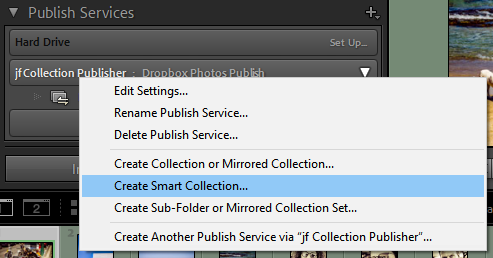 Publish Services
Hard Drive Set Up...
jf Collection Publisher : Dropbox Photos Publish
Edit Settings...
Rename Publish Service...
Delete Publish Service...
Create Collection or Mirrored Collection...
Create Smart Collection...
Create Sub-Folder or Mirrored Collection Set...
Create Another Publish Service via "jf Collection Publisher"...
2